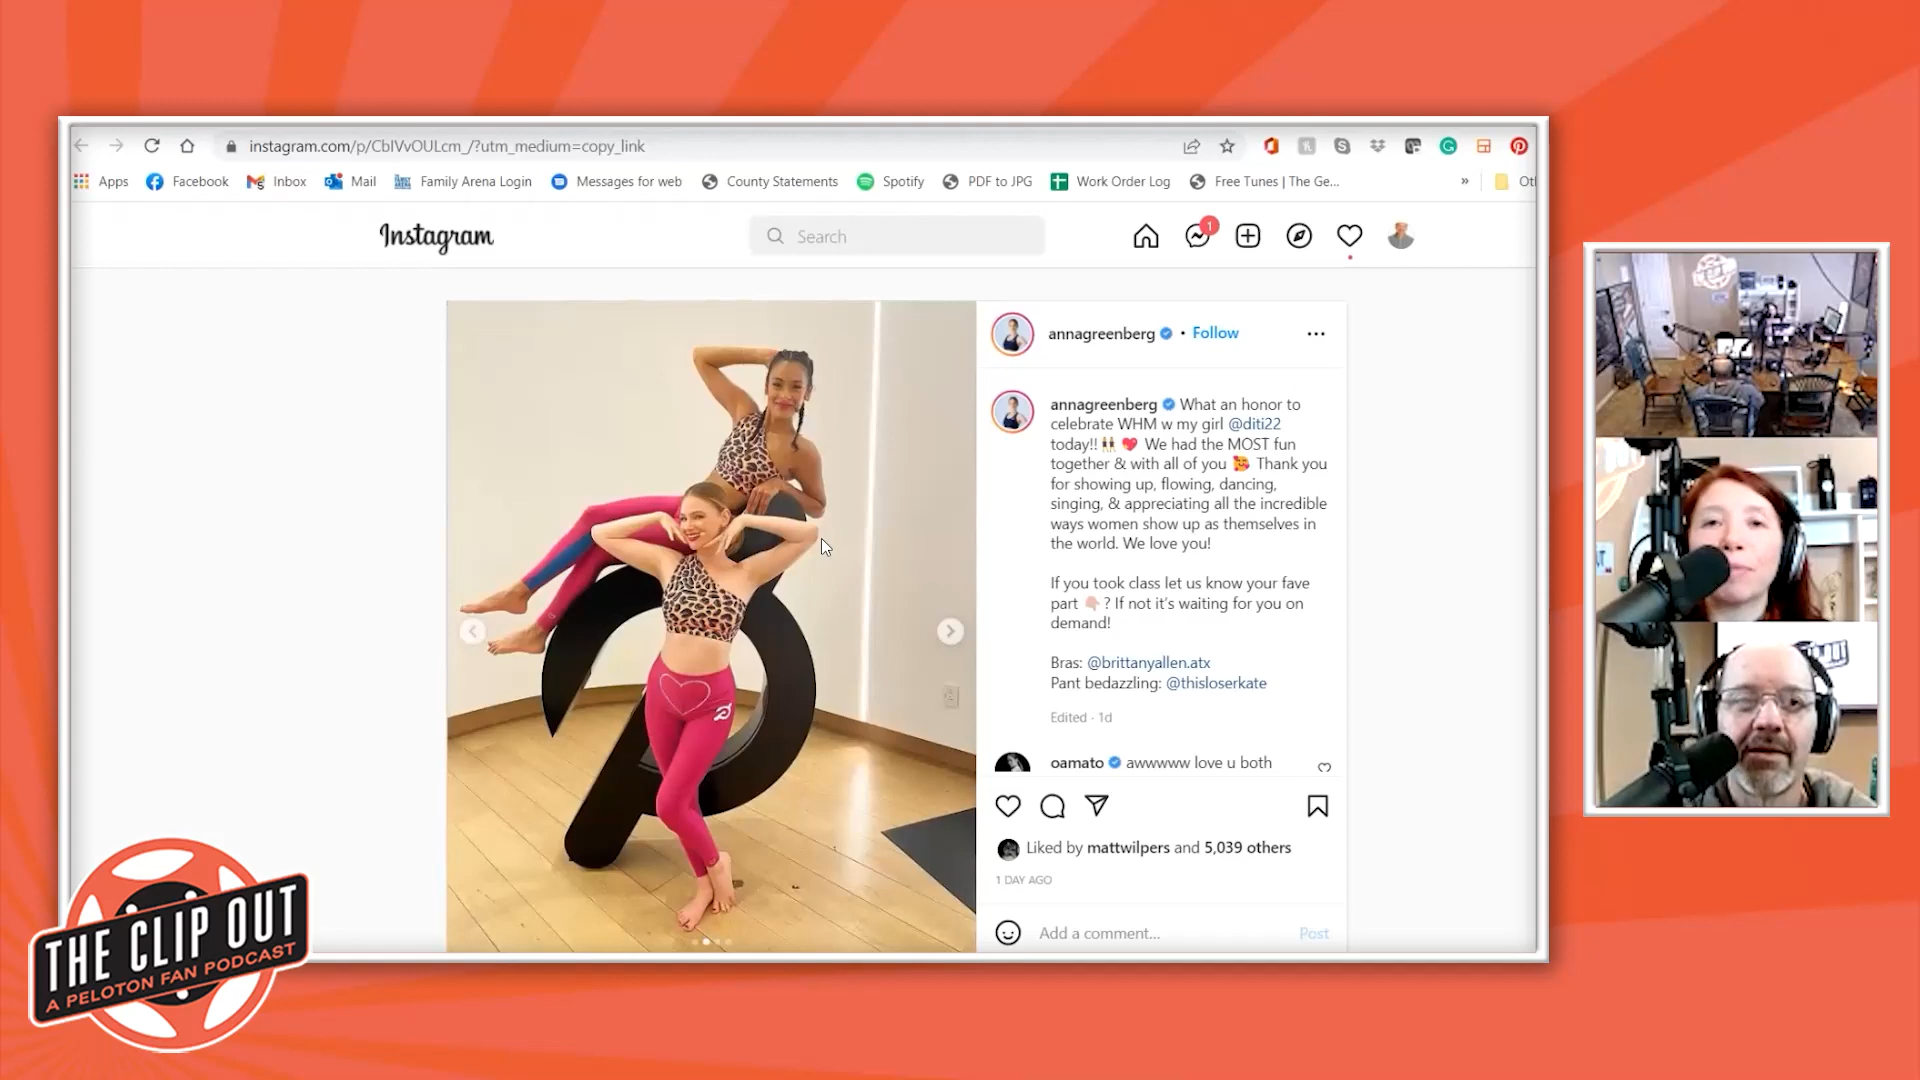 instagram.com/p/CblVvOULcm_/?utm_medium=copy_link
Apps Facebook Inbox Mail Family Arena Login Messages for web County Statements Spotify PDF to JPG Work Order Log Free Tunes | The Ge... » Ot
Instagram
Search
1
annagreenberg • Follow
annagreenberg What an honor to
celebrate WHM w my girl @diti22
today!!👯 💖 We had the MOST fun
together & with all of you 🥰 Thank you
for showing up, flowing, dancing,
singing, & appreciating all the incredible
ways women show up as themselves in
the world. We love you!
If you took class let us know your fave
part 👇🏻? If not it's waiting for you on
demand!
Bras: @brittanyallen.atx
Pant bedazzling: @thisloserkate
Edited · 1d
oamato awwwww love u both
Liked by mattwilpers and 5,039 others
1 DAY AGO
Add a comment...
Post
THE CLIP OUT
A PELOTON FAN PODCAST